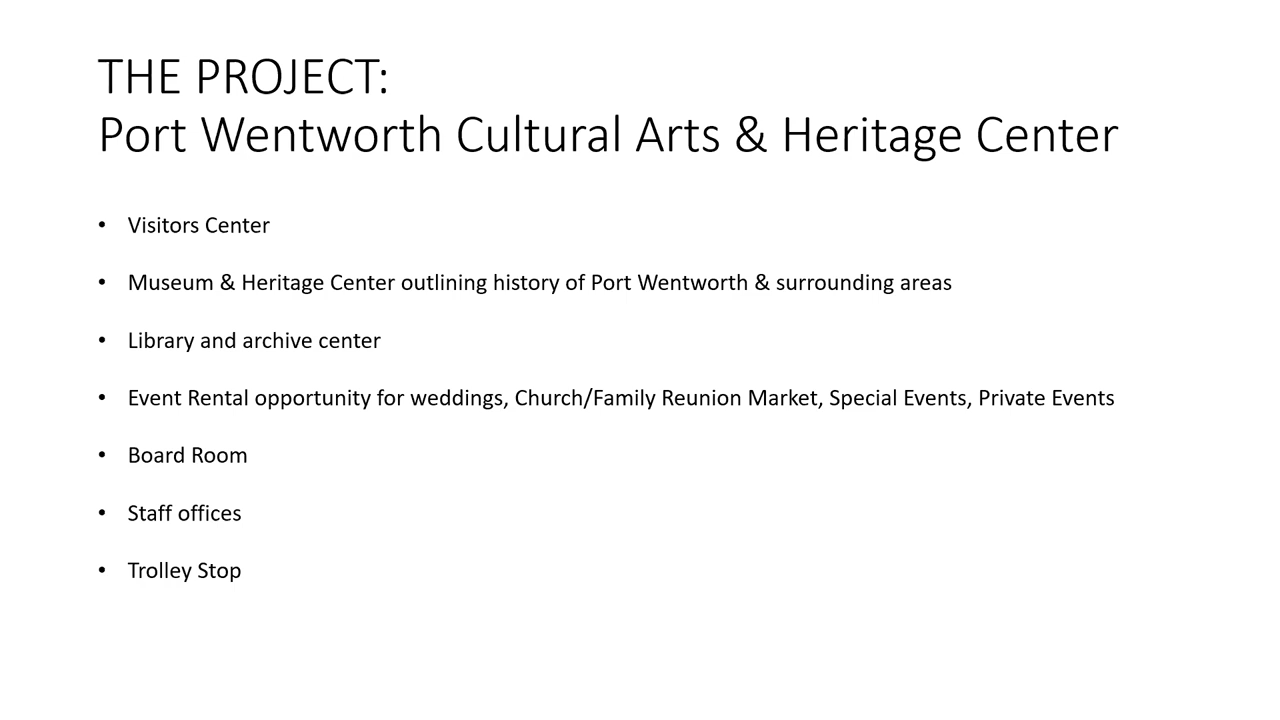 THE PROJECT:
Port Wentworth Cultural Arts & Heritage Center
• Visitors Center
• Museum & Heritage Center outlining history of Port Wentworth & surrounding areas
• Library and archive center
• Event Rental opportunity for weddings, Church/Family Reunion Market, Special Events, Private Events
• Board Room
• Staff offices
• Trolley Stop